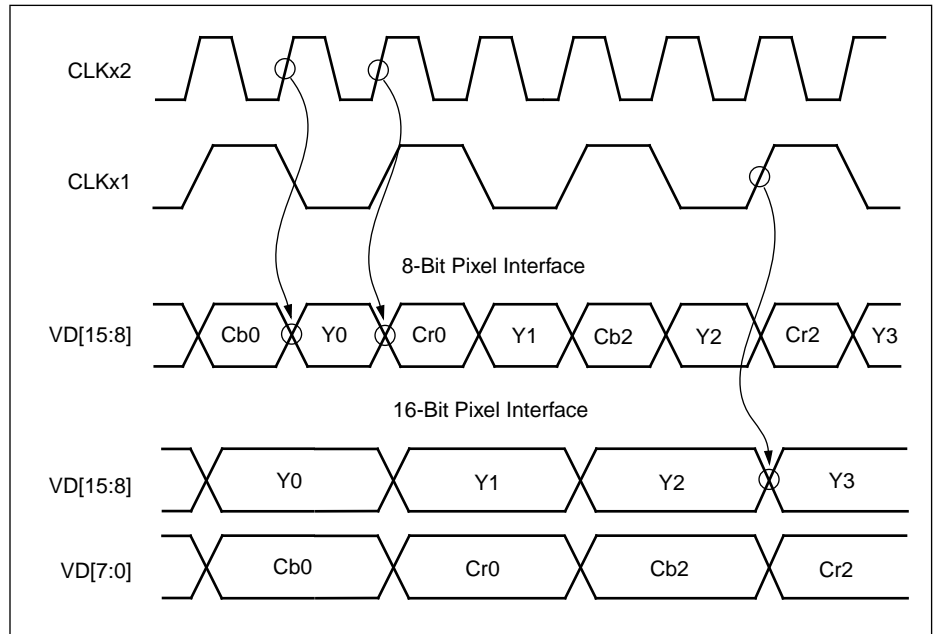 CLKx2
CLKx1
8-Bit Pixel Interface
VD[15:8] Cb0 Y0 Cr0 Y1 Cb2 Y2 Cr2 Y3
16-Bit Pixel Interface
VD[15:8] Y0 Y1 Y2 Y3
VD[7:0] Cb0 Cr0 Cb2 Cr2